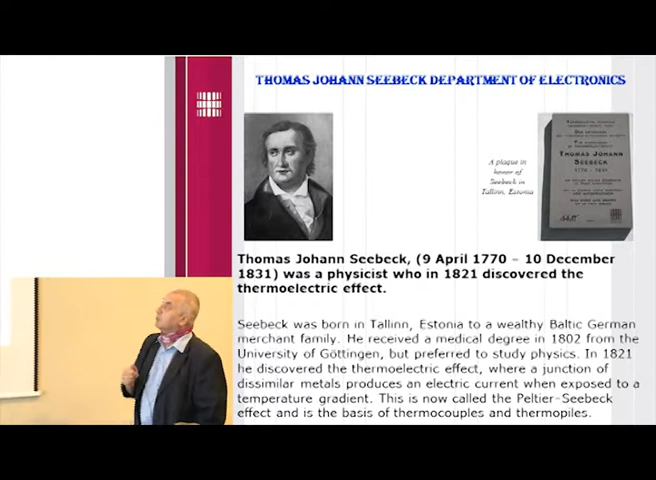 THOMAS JOHANN SEEBECK DEPARTMENT OF ELECTRONICS
A plaque in
honor of
Seebeck in
Tallinn, Estonia
THOMAS JOHANN
SEEBECK
1770 - 1831
Thomas Johann Seebeck, (9 April 1770 – 10 December
1831) was a physicist who in 1821 discovered the
thermoelectric effect.
Seebeck was born in Tallinn, Estonia to a wealthy Baltic German
merchant family. He received a medical degree in 1802 from the
University of Göttingen, but preferred to study physics. In 1821
he discovered the thermoelectric effect, where a junction of
dissimilar metals produces an electric current when exposed to a
temperature gradient. This is now called the Peltier–Seebeck
effect and is the basis of thermocouples and thermopiles.